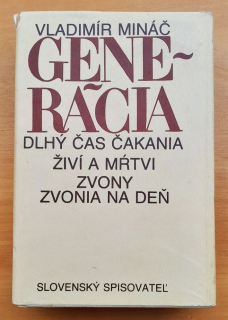 VLADIMÍR MINÁČ
GENE-
RÁCIA
DLHÝ ČAS ČAKANIA
ŽIVÍ A MŔTVI
ZVONY
ZVONIA NA DEŇ
SLOVENSKÝ SPISOVATEĽ